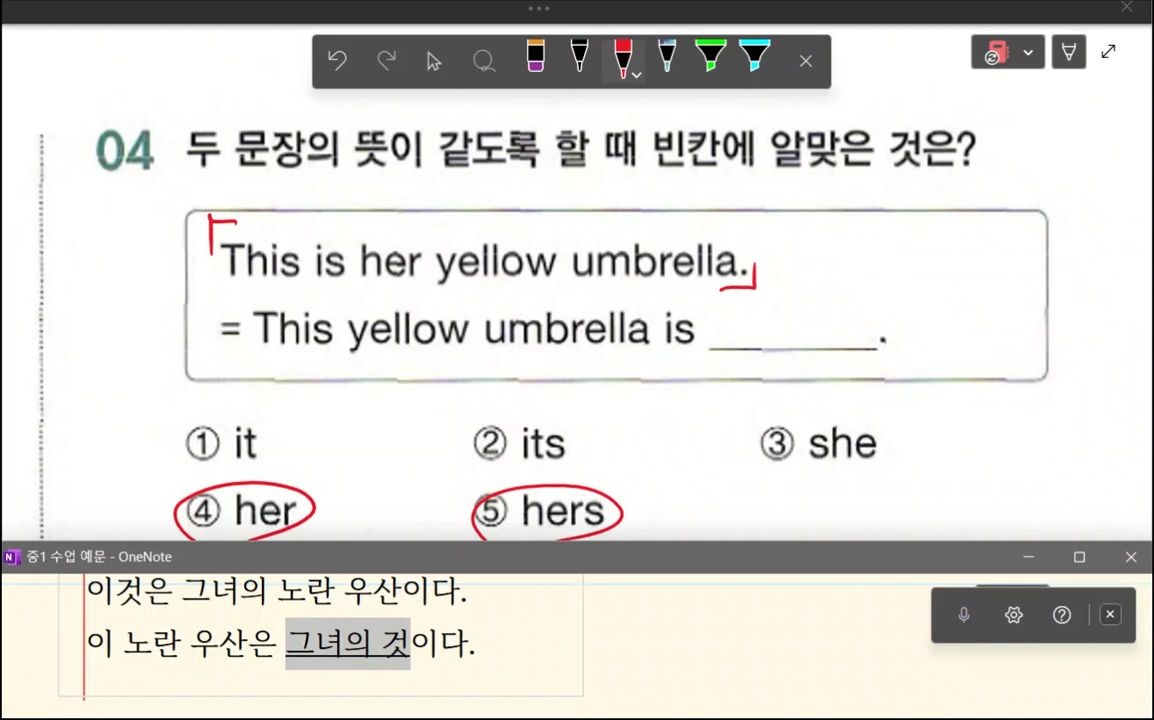 04 두 문장의 뜻이 같도록 할 때 빈칸에 알맞은 것은?
This is her yellow umbrella.
= This yellow umbrella is ________.
① it ② its ③ she
④ her ⑤ hers
중1 수업 예문 - OneNote
이것은 그녀의 노란 우산이다.
이 노란 우산은 그녀의 것이다.